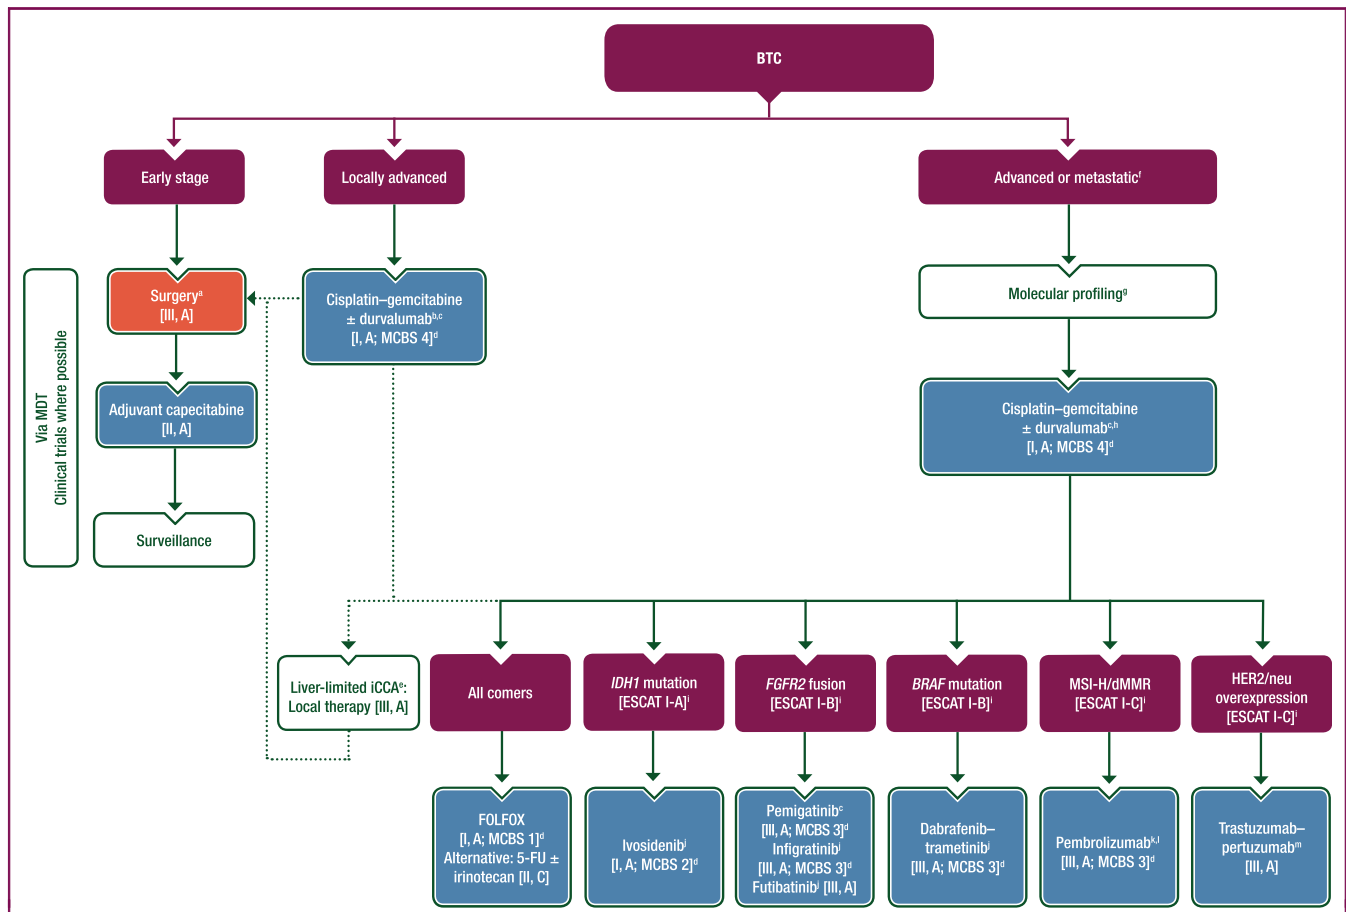 BTC
Early stage
Locally advanced
Advanced or metastaticᶠ
Via MDT
Clinical trials where possible
Surgeryᵃ
[III, A]
Cisplatin–gemcitabine
± durvalumabᵇ,ᶜ
[I, A; MCBS 4]ᵈ
Molecular profilingᵍ
Adjuvant capecitabine
[II, A]
Cisplatin–gemcitabine
± durvalumabᶜ,ʰ
[I, A; MCBS 4]ᵈ
Surveillance
Liver-limited iCCAᵉ:
Local therapy [III, A]
All comers
IDH1 mutation
[ESCAT I-A]ⁱ
FGFR2 fusion
[ESCAT I-B]ⁱ
BRAF mutation
[ESCAT I-B]ⁱ
MSI-H/dMMR
[ESCAT I-C]ⁱ
HER2/neu
overexpression
[ESCAT I-C]ⁱ
FOLFOX
[I, A; MCBS 1]ᵈ
Alternative: 5-FU ±
irinotecan [II, C]
Ivosidenibʲ
[I, A; MCBS 2]ᵈ
Pemigatinibᶜ
[III, A; MCBS 3]ᵈ
Infigratinibʲ
[III, A; MCBS 3]ᵈ
Futibatinibʲ [III, A]
Dabrafenib–
trametinibʲ
[III, A; MCBS 3]ᵈ
Pembrolizumabᵏ,ˡ
[III, A; MCBS 3]ᵈ
Trastuzumab–
pertuzumabᵐ
[III, A]